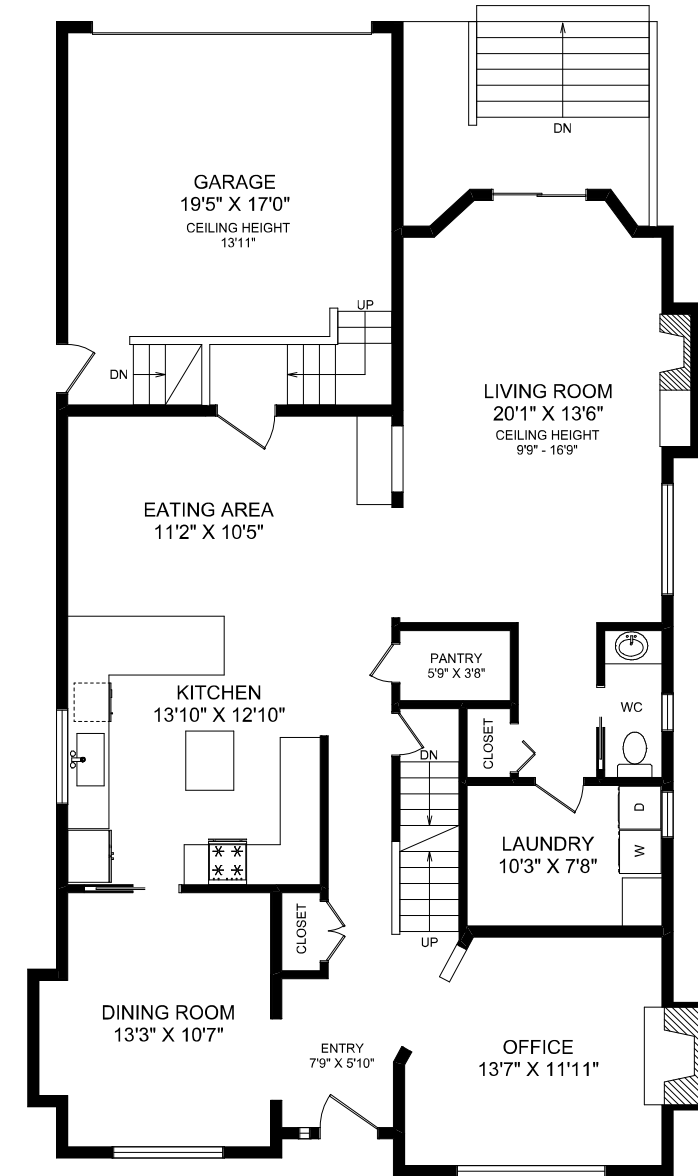 DN
GARAGE
19'5" X 17'0"
CEILING HEIGHT
13'11"
UP
DN
LIVING ROOM
20'1" X 13'6"
CEILING HEIGHT
9'9" - 16'9"
EATING AREA
11'2" X 10'5"
PANTRY
5'9" X 3'8"
KITCHEN
13'10" X 12'10"
WC
CLOSET
DN
D
LAUNDRY
10'3" X 7'8"
W
CLOSET
UP
DINING ROOM
13'3" X 10'7"
ENTRY
7'9" X 5'10"
OFFICE
13'7" X 11'11"